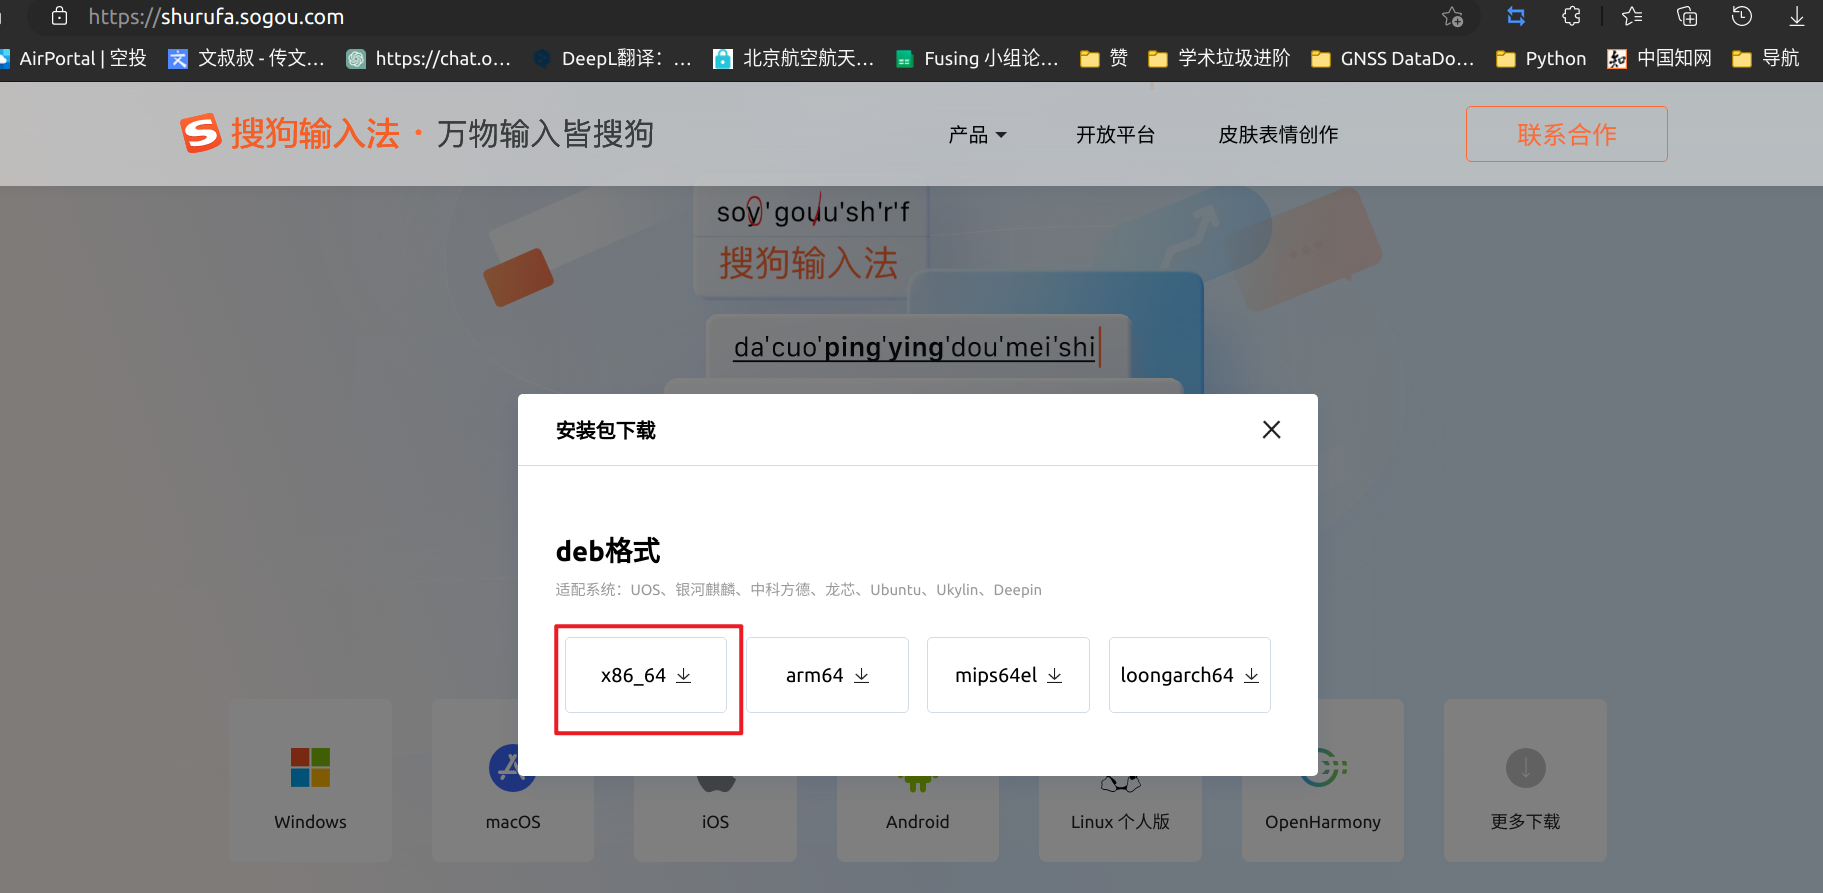 https://shurufa.sogou.com
AirPortal | 空投
文叔叔 - 传文...
https://chat.o...
DeepL翻译：...
北京航空航天...
Fusing 小组论...
赞
学术垃圾进阶
GNSS DataDo...
Python
中国知网
导航
搜狗输入法 · 万物输入皆搜狗
产品
开放平台
皮肤表情创作
联系合作
soy'gouu'sh'r'f
搜狗输入法
da'cuo'ping'ying'dou'mei'shi
安装包下载
deb格式
适配系统：UOS、银河麒麟、中科方德、龙芯、Ubuntu、Ukylin、Deepin
x86_64
arm64
mips64el
loongarch64
Windows
macOS
iOS
Android
Linux 个人版
OpenHarmony
更多下载